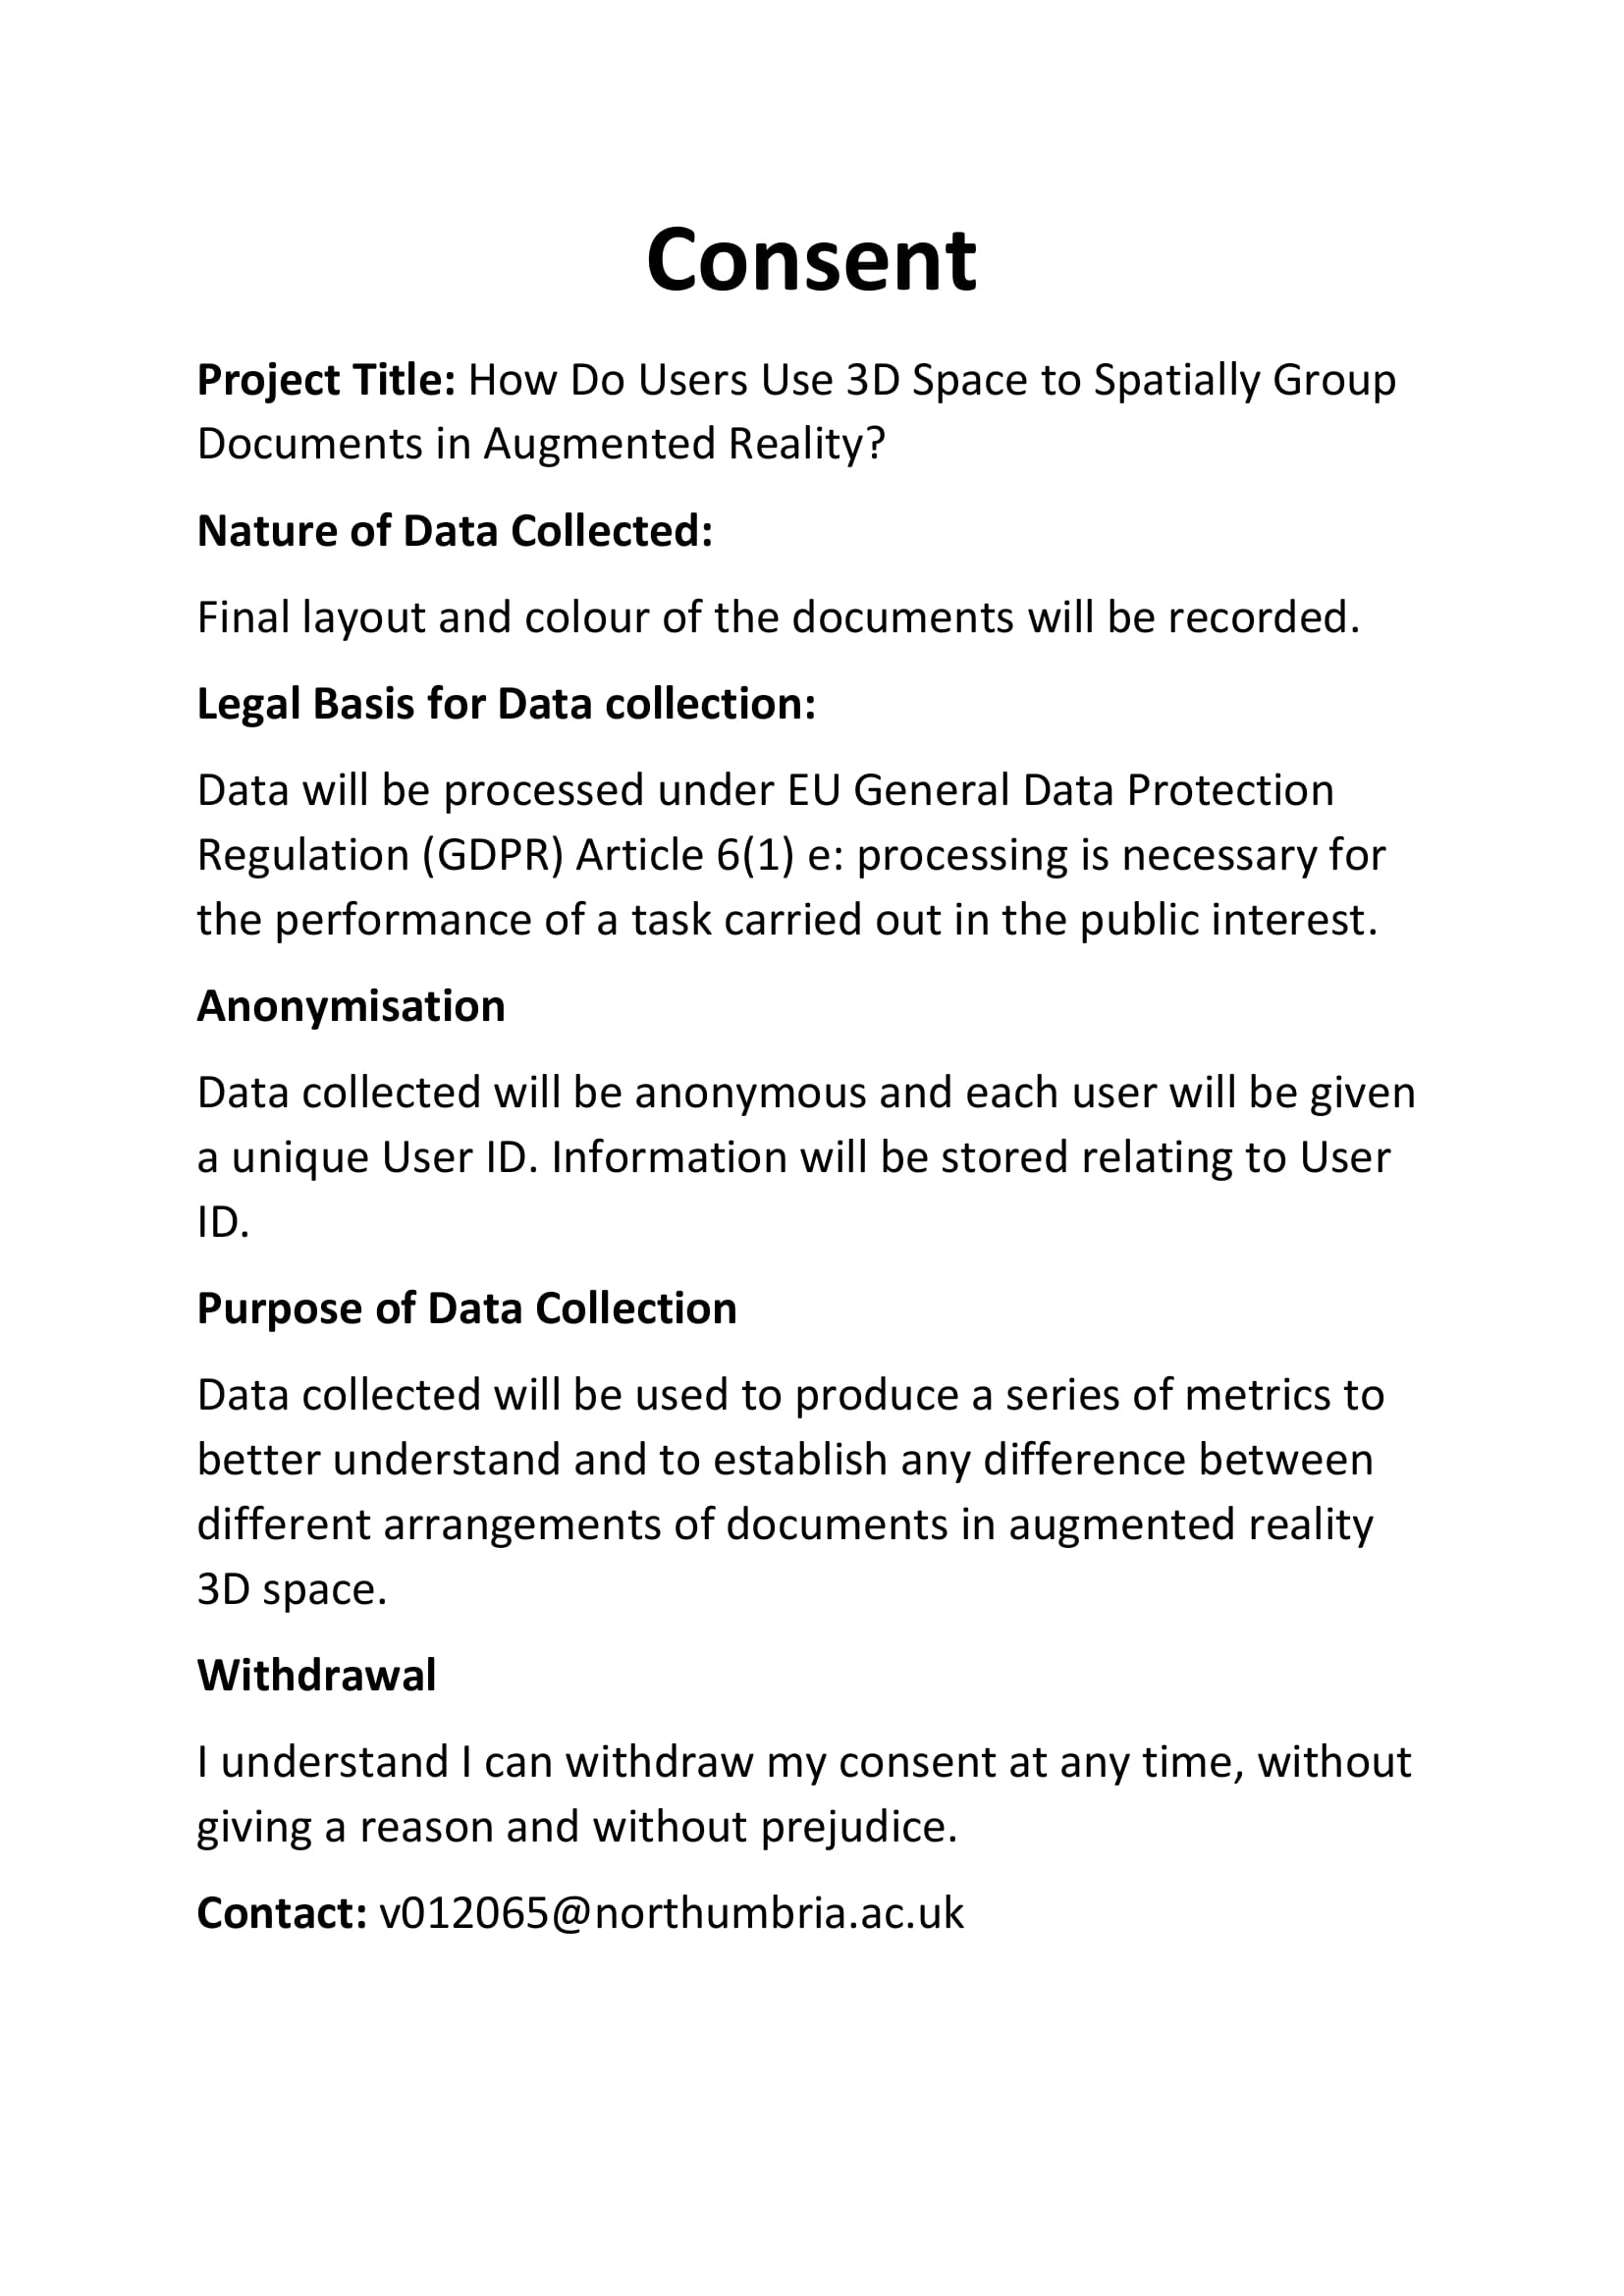 Consent
Project Title: How Do Users Use 3D Space to Spatially Group
Documents in Augmented Reality?
Nature of Data Collected:
Final layout and colour of the documents will be recorded.
Legal Basis for Data collection:
Data will be processed under EU General Data Protection
Regulation (GDPR) Article 6(1) e: processing is necessary for
the performance of a task carried out in the public interest.
Anonymisation
Data collected will be anonymous and each user will be given
a unique User ID. Information will be stored relating to User
ID.
Purpose of Data Collection
Data collected will be used to produce a series of metrics to
better understand and to establish any difference between
different arrangements of documents in augmented reality
3D space.
Withdrawal
I understand I can withdraw my consent at any time, without
giving a reason and without prejudice.
Contact: v012065@northumbria.ac.uk